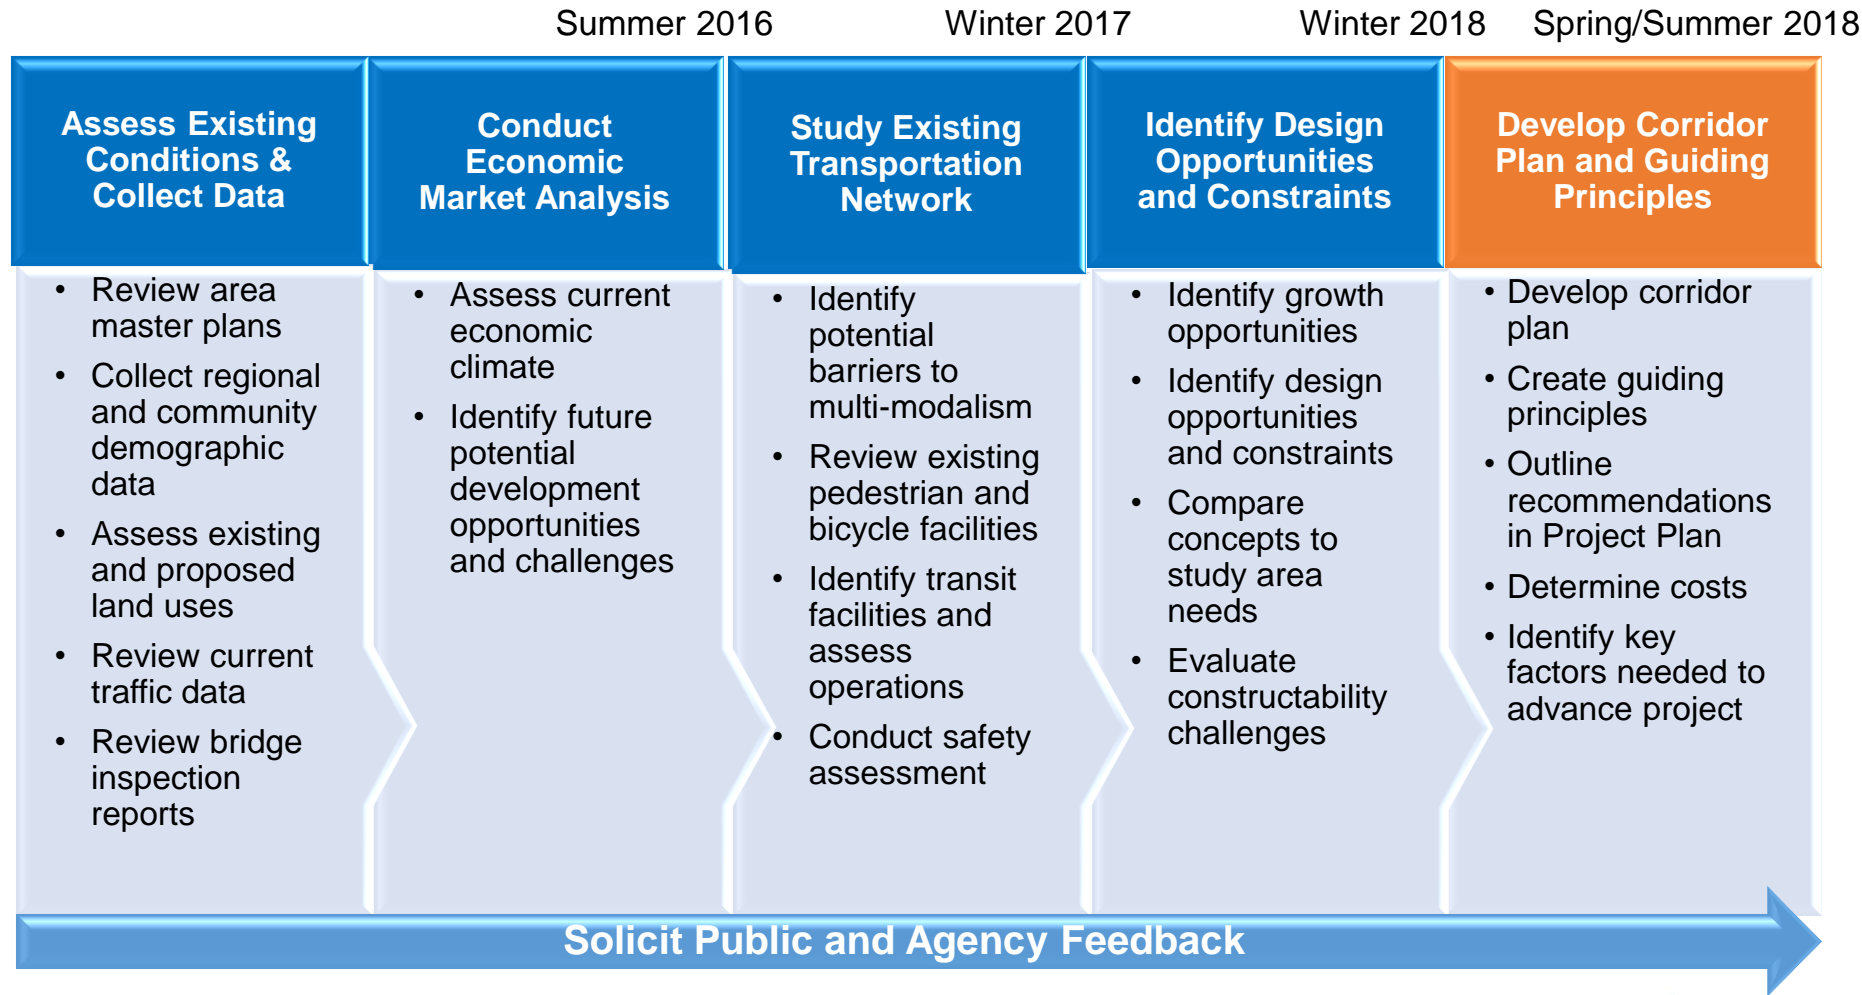 Summer 2016 Winter 2017 Winter 2018 Spring/Summer 2018
Assess Existing
Conditions &
Collect Data
• Review area
master plans
• Collect regional
and community
demographic
data
• Assess existing
and proposed
land uses
• Review current
traffic data
• Review bridge
inspection
reports
Conduct
Economic
Market Analysis
• Assess current
economic
climate
• Identify future
potential
development
opportunities
and challenges
Study Existing
Transportation
Network
• Identify
potential
barriers to
multi-modalism
• Review existing
pedestrian and
bicycle facilities
• Identify transit
facilities and
assess
operations
• Conduct safety
assessment
Identify Design
Opportunities
and Constraints
• Identify growth
opportunities
• Identify design
opportunities
and constraints
• Compare
concepts to
study area
needs
• Evaluate
constructability
challenges
Develop Corridor
Plan and Guiding
Principles
• Develop corridor
plan
• Create guiding
principles
• Outline
recommendations
in Project Plan
• Determine costs
• Identify key
factors needed to
advance project
Solicit Public and Agency Feedback